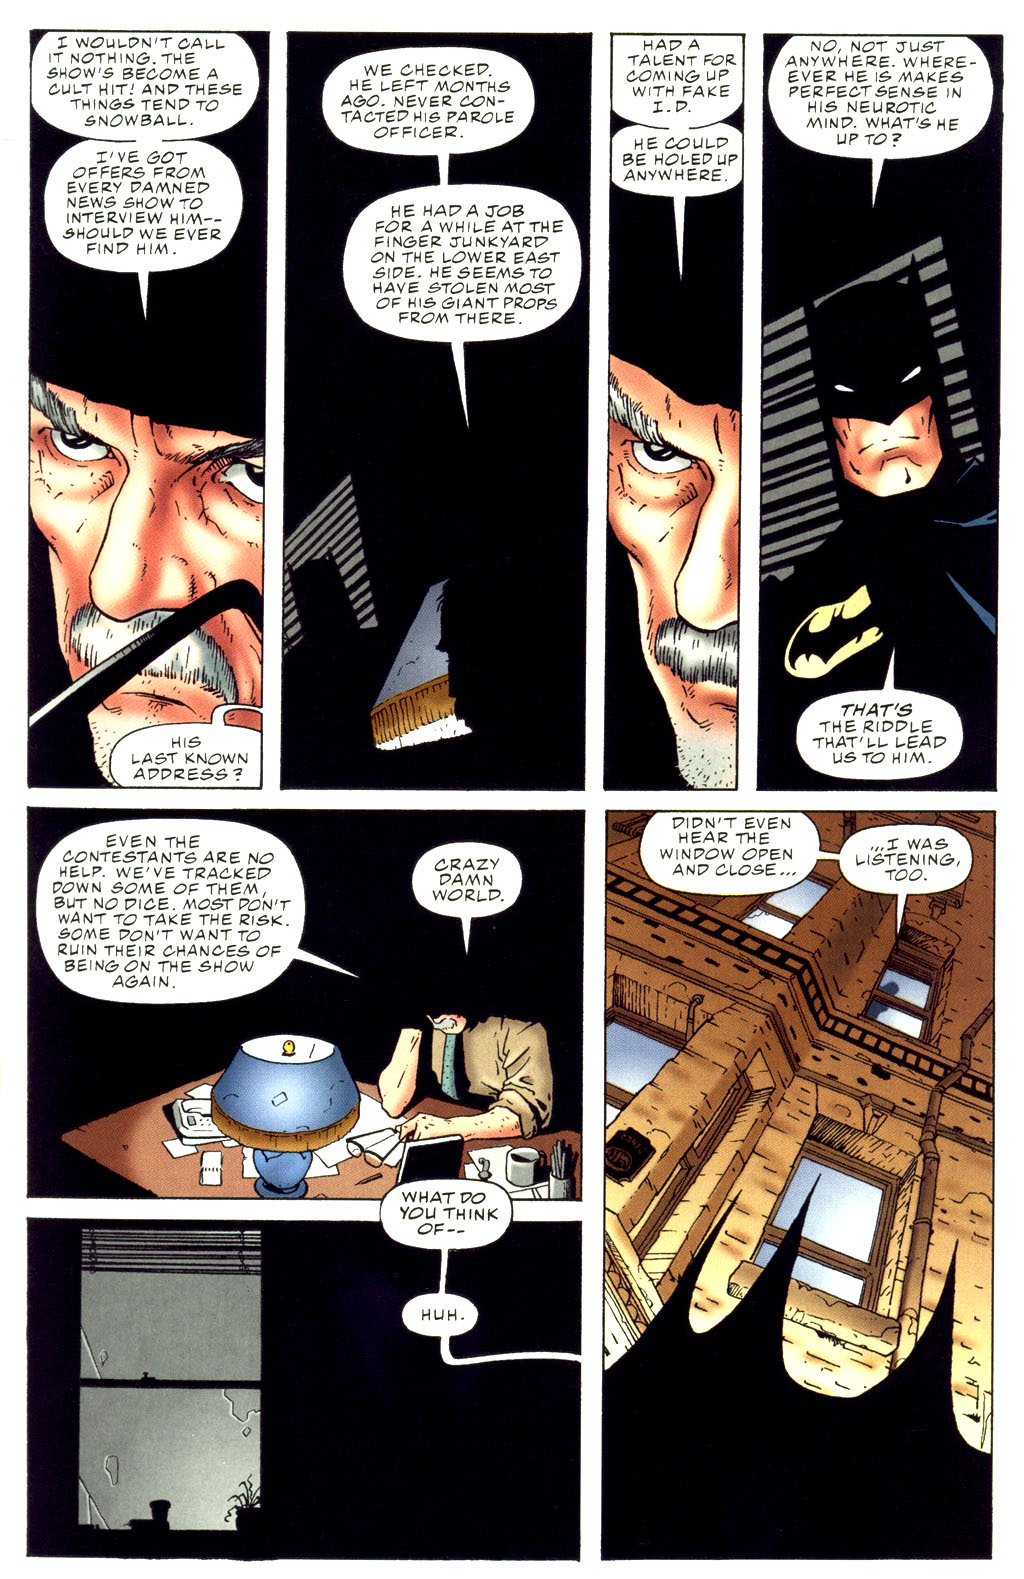 I WOULDN'T CALL
IT NOTHING. THE
SHOW'S BECOME A
CULT HIT! AND THESE
THINGS TEND TO
SNOWBALL.
I'VE GOT
OFFERS FROM
EVERY DAMNED
NEWS SHOW TO
INTERVIEW HIM--
SHOULD WE EVER
FIND HIM.
HIS
LAST KNOWN
ADDRESS?
WE CHECKED.
HE LEFT MONTHS
AGO. NEVER CON-
TACTED HIS PAROLE
OFFICER.
HE HAD A JOB
FOR A WHILE AT THE
FINGER JUNKYARD
ON THE LOWER EAST
SIDE. HE SEEMS TO
HAVE STOLEN MOST
OF HIS GIANT PROPS
FROM THERE.
HAD A
TALENT FOR
COMING UP
WITH FAKE
I.D.
HE COULD
BE HOLED UP
ANYWHERE.
NO, NOT JUST
ANYWHERE. WHERE-
EVER HE IS MAKES
PERFECT SENSE IN
HIS NEUROTIC
MIND. WHAT'S HE
UP TO?
THAT'S
THE RIDDLE
THAT'LL LEAD
US TO HIM.
EVEN THE
CONTESTANTS ARE NO
HELP. WE'VE TRACKED
DOWN SOME OF THEM,
BUT NO DICE. MOST DON'T
WANT TO TAKE THE RISK.
SOME DON'T WANT TO
RUIN THEIR CHANCES OF
BEING ON THE SHOW
AGAIN.
CRAZY
DAMN
WORLD.
WHAT DO
YOU THINK
OF--
HUH.
DIDN'T EVEN
HEAR THE
WINDOW OPEN
AND CLOSE...
...I WAS
LISTENING,
TOO.